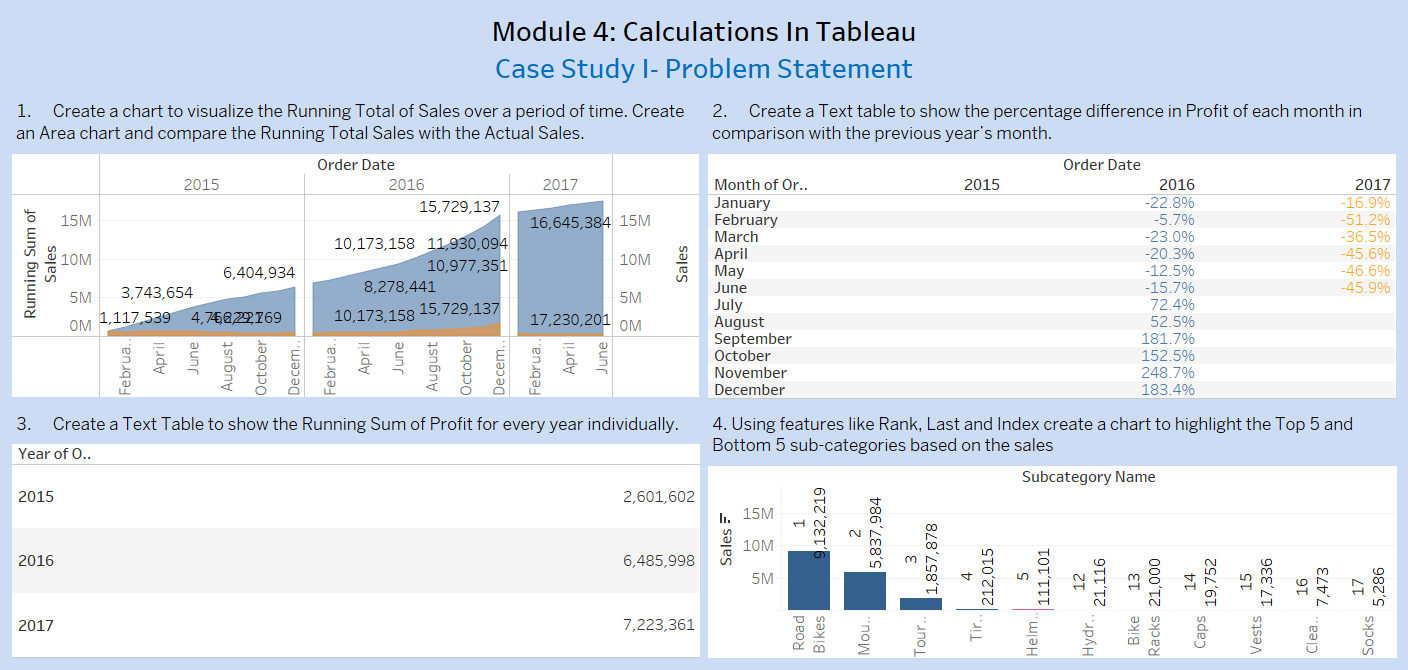 Module 4: Calculations In Tableau
Case Study I- Problem Statement
1. Create a chart to visualize the Running Total of Sales over a period of time. Create
an Area chart and compare the Running Total Sales with the Actual Sales.
Order Date
2015 2016 2017
Running Sum of
Sales
15M
10M
5M
0M
1,117,539
3,743,654
6,404,934
10,173,158
8,278,441
10,173,158
15,729,137
11,930,094
10,977,351
15,729,137
16,645,384
17,230,201
15M
10M
5M
0M
Sales
Februa.. April June August October Decem.. Februa.. April June August October Decem.. Februa.. April June
2. Create a Text table to show the percentage difference in Profit of each month in
comparison with the previous year's month.
Order Date
Month of Or.. 2015 2016 2017
January -22.8% -16.9%
February -5.7% -51.2%
March -23.0% -36.5%
April -20.3% -45.6%
May -12.5% -46.6%
June -15.7% -45.9%
July 72.4%
August 52.5%
September 181.7%
October 152.5%
November 248.7%
December 183.4%
3. Create a Text Table to show the Running Sum of Profit for every year individually.
Year of O..
2015 2,601,602
2016 6,485,998
2017 7,223,361
4. Using features like Rank, Last and Index create a chart to highlight the Top 5 and
Bottom 5 sub-categories based on the sales
Subcategory Name
Sales
15M
10M
5M
1
9,132,219
2
5,837,984
3
1,857,878
4
212,015
5
111,101
12
21,116
13
21,000
14
19,752
15
17,336
16
7,473
17
5,286
Road
Bikes
Mou..
Tour..
Tir..
Helm..
Hydr..
Bike
Racks
Caps
Vests
Clea..
Socks